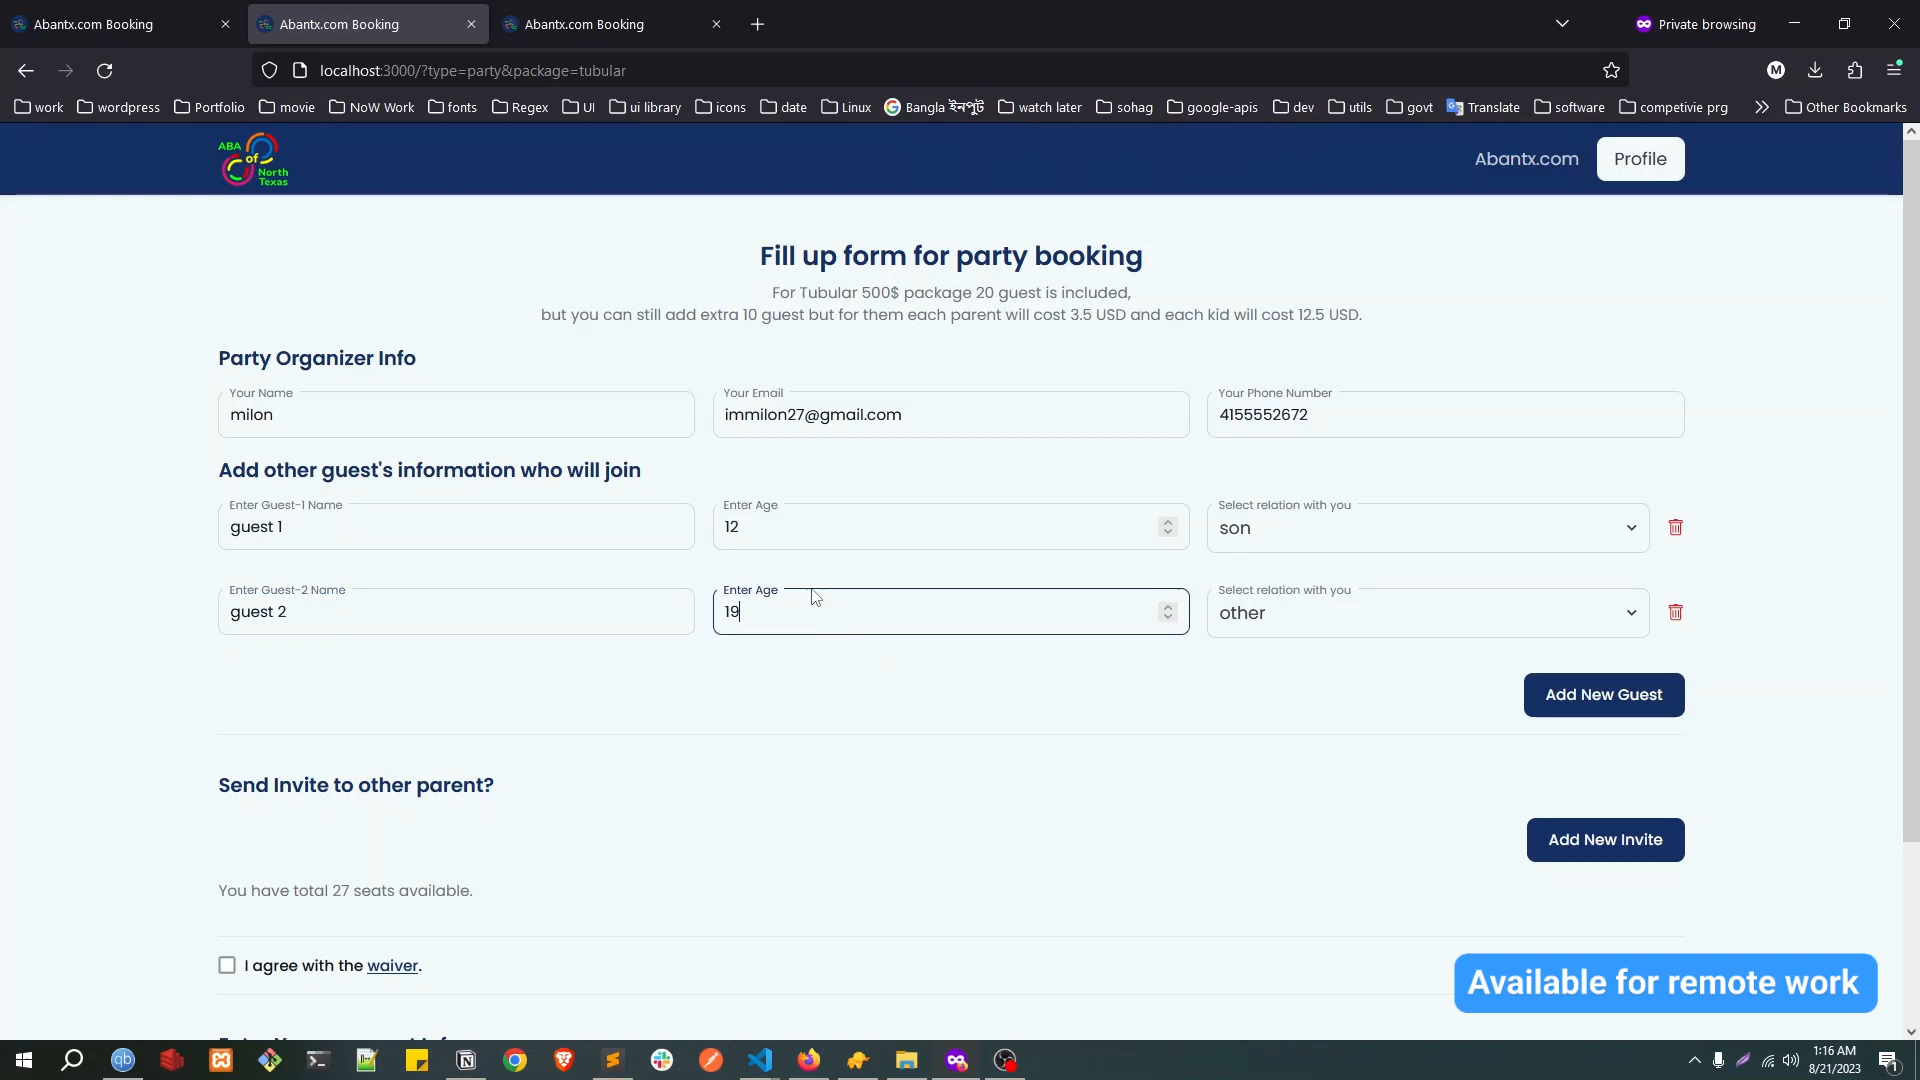 Abantx.com Booking
Abantx.com Booking
Abantx.com Booking
Private browsing
localhost:3000/?type=party&package=tubular
M
work
wordpress
Portfolio
movie
NoW Work
fonts
Regex
UI
ui library
icons
date
Linux
Bangla ইনপুট
watch later
sohag
google-apis
dev
utils
govt
Translate
software
competivie prg
Other Bookmarks
ABA
of
North
Texas
Abantx.com
Profile
Fill up form for party booking
For Tubular 500$ package 20 guest is included,
but you can still add extra 10 guest but for them each parent will cost 3.5 USD and each kid will cost 12.5 USD.
Party Organizer Info
Your Name
milon
Your Email
immilon27@gmail.com
Your Phone Number
4155552672
Add other guest's information who will join
Enter Guest-1 Name
guest 1
Enter Age
12
Select relation with you
son
Enter Guest-2 Name
guest 2
Enter Age
19
Select relation with you
other
Add New Guest
Send Invite to other parent?
Add New Invite
You have total 27 seats available.
I agree with the waiver.
Available for remote work
qb
1:16 AM
8/21/2023
1